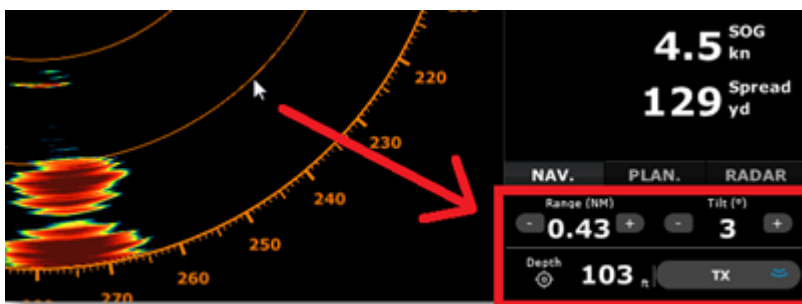 4.5 SOG kn
129 Spread yd
220
230
240
250
260
270
NAV. PLAN. RADAR
Range (NM) Tilt (º)
- 0.43 + - 3 +
Depth 103 ft TX